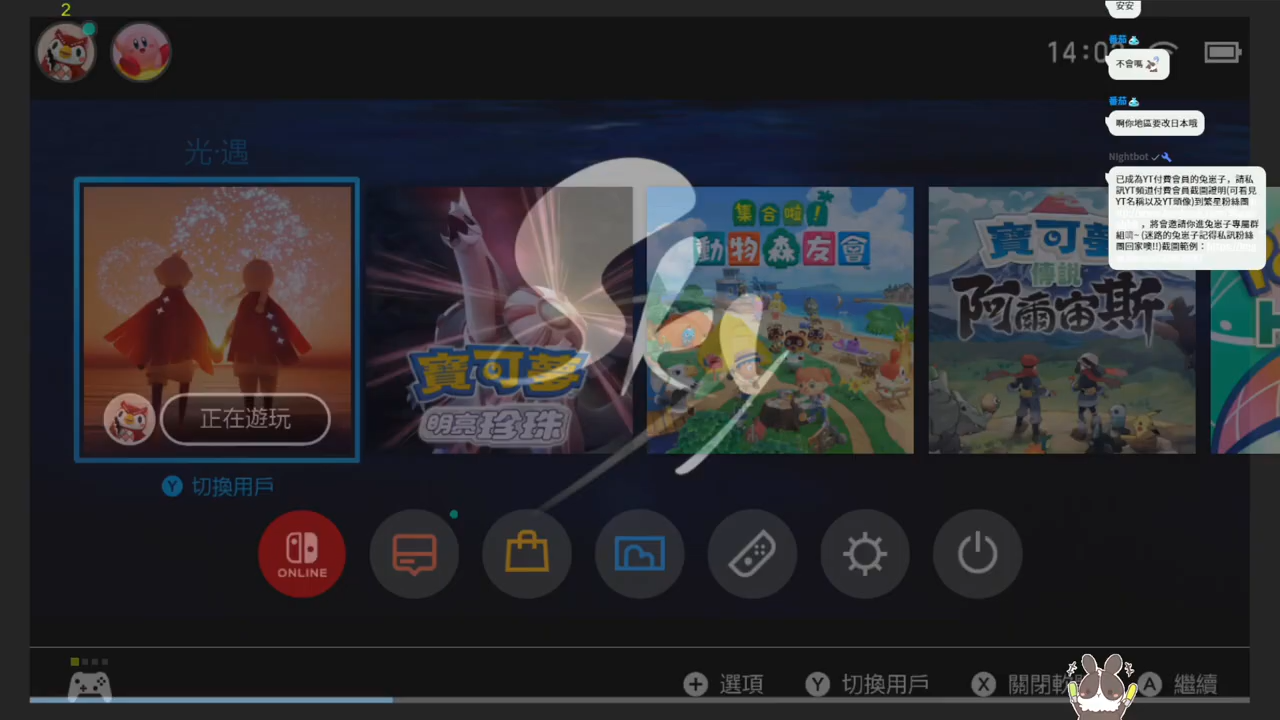 2
安安
14:0
番茄
不會嗎
番茄
啊你地區要改日本哦
Nightbot
已成為YT付費會員的兔崽子，請私
訊YT頻道付費會員截圖證明(可看見
YT名稱以及YT頭像)到繁星粉絲團
，將會邀請你進兔崽子專屬群
組唷~ (迷路的兔崽子記得私訊粉絲
團回家噢!!)截圖範例：
光·遇
Sky
正在遊玩
寶可夢
明亮珍珠
集合啦！
動物森友會
寶可夢
傳說
阿爾宙斯
Y 切換用戶
ONLINE
+ 選項
Y 切換用戶
X 關閉軟
A 繼續